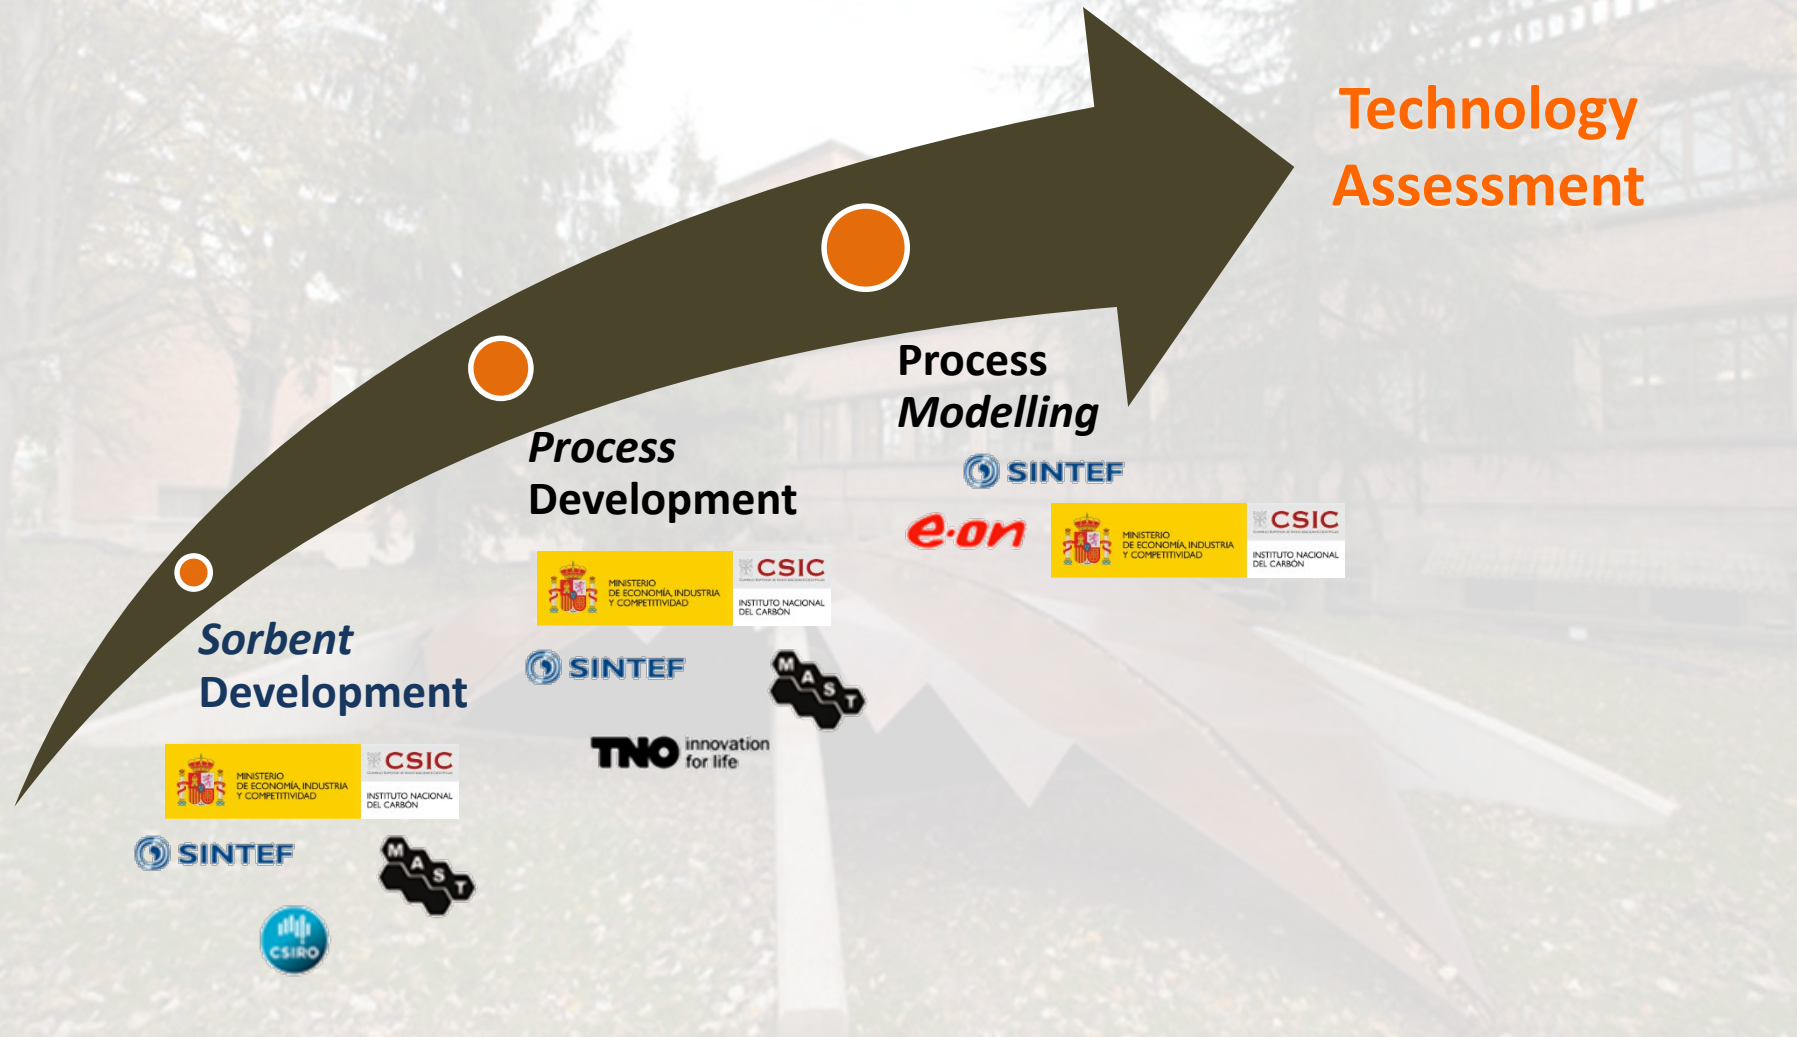 Technology
Assessment
Process
Modelling
SINTEF
e·on
MINISTERIO
DE ECONOMÍA, INDUSTRIA
Y COMPETITIVIDAD
CSIC
INSTITUTO NACIONAL
DEL CARBÓN
Process
Development
MINISTERIO
DE ECONOMÍA, INDUSTRIA
Y COMPETITIVIDAD
CSIC
INSTITUTO NACIONAL
DEL CARBÓN
SINTEF
MAST
TNO innovation
for life
Sorbent
Development
MINISTERIO
DE ECONOMÍA, INDUSTRIA
Y COMPETITIVIDAD
CSIC
INSTITUTO NACIONAL
DEL CARBÓN
SINTEF
MAST
CSIRO